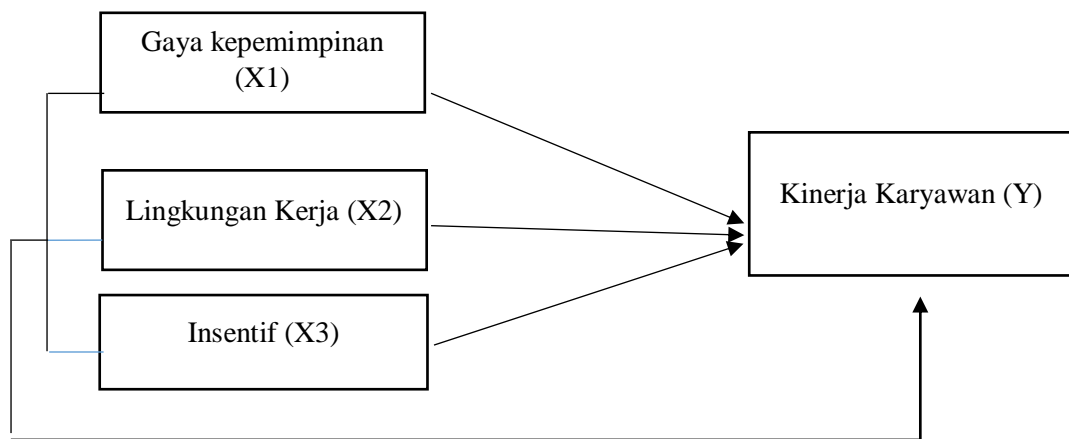 Gaya kepemimpinan
(X1)
Lingkungan Kerja (X2)
Insentif (X3)
Kinerja Karyawan (Y)